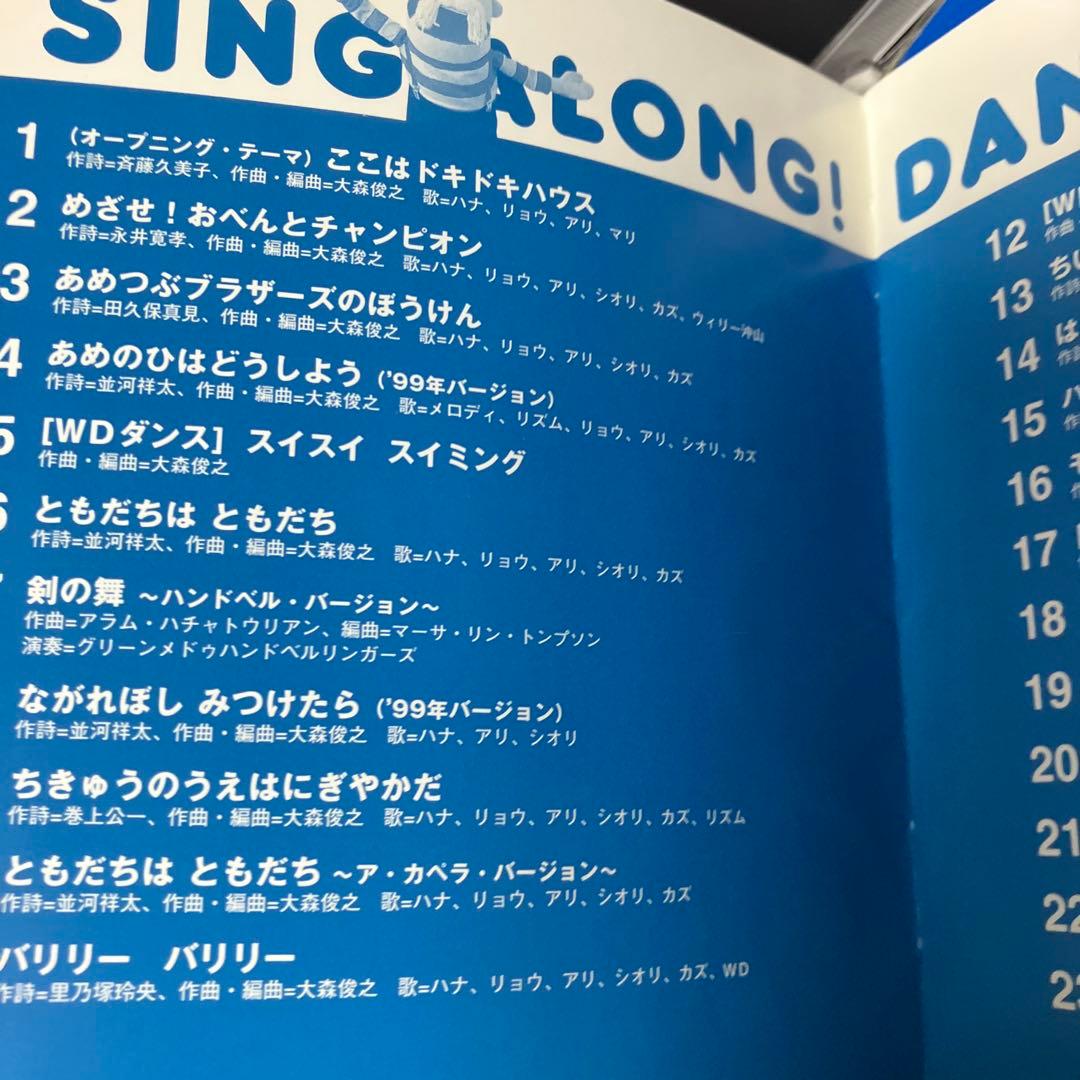 SING ALONG!
1 (オープニング・テーマ) ここはドキドキハウス
作詩=斉藤久美子、作曲・編曲=大森俊之 歌=ハナ、リョウ、アリ、マリ
2 めざせ！おべんとチャンピオン
作詩=永井寛孝、作曲・編曲=大森俊之 歌=ハナ、リョウ、アリ、シオリ、カズ、ウィリー沖山
3 あめつぶブラザーズのぼうけん
作詩=田久保真見、作曲・編曲=大森俊之 歌=ハナ、リョウ、アリ、シオリ、カズ
4 あめのひはどうしよう ('99年バージョン)
作詩=並河祥太、作曲・編曲=大森俊之 歌=メロディ、リズム、リョウ、アリ、シオリ、カズ
5 [WDダンス] スイスイ スイミング
作曲・編曲=大森俊之
6 ともだちは ともだち
作詩=並河祥太、作曲・編曲=大森俊之 歌=ハナ、リョウ、アリ、シオリ、カズ
剣の舞 〜ハンドベル・バージョン〜
作曲=アラム・ハチャトウリアン、編曲=マーサ・リン・トンプソン
演奏=グリーンメドゥハンドベルリンガーズ
ながれぼし みつけたら ('99年バージョン)
作詩=並河祥太、作曲・編曲=大森俊之 歌=ハナ、アリ、シオリ
ちきゅうのうえはにぎやかだ
作詩=巻上公一、作曲・編曲=大森俊之 歌=ハナ、リョウ、アリ、シオリ、カズ、リズム
ともだちは ともだち 〜ア・カペラ・バージョン〜
作詩=並河祥太、作曲・編曲=大森俊之 歌=ハナ、リョウ、アリ、シオリ、カズ
バリリー バリリー
作詩=里乃塚玲央、作曲・編曲=大森俊之 歌=ハナ、リョウ、アリ、シオリ、カズ、WD
DAN
12 [W
作曲
13 ち
作詩
14 は
作詩
15
作
16
17
18
19
20
21
22